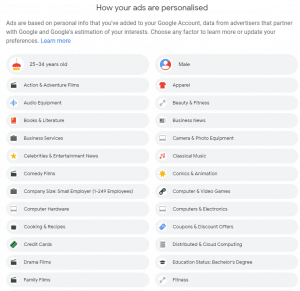 How your ads are personalised
Ads are based on personal info that you've added to your Google Account, data from advertisers that partner
with Google and Google's estimation of your interests. Choose any factor to learn more or update your
preferences. Learn more
25–34 years old
Male
Action & Adventure Films
Apparel
Audio Equipment
Beauty & Fitness
Books & Literature
Business News
Business Services
Camera & Photo Equipment
Celebrities & Entertainment News
Classical Music
Comedy Films
Comics & Animation
Company Size: Small Employer (1-249 Employees)
Computer & Video Games
Computer Hardware
Computers & Electronics
Cooking & Recipes
Coupons & Discount Offers
Credit Cards
Distributed & Cloud Computing
Drama Films
Education Status: Bachelor's Degree
Family Films
Fitness